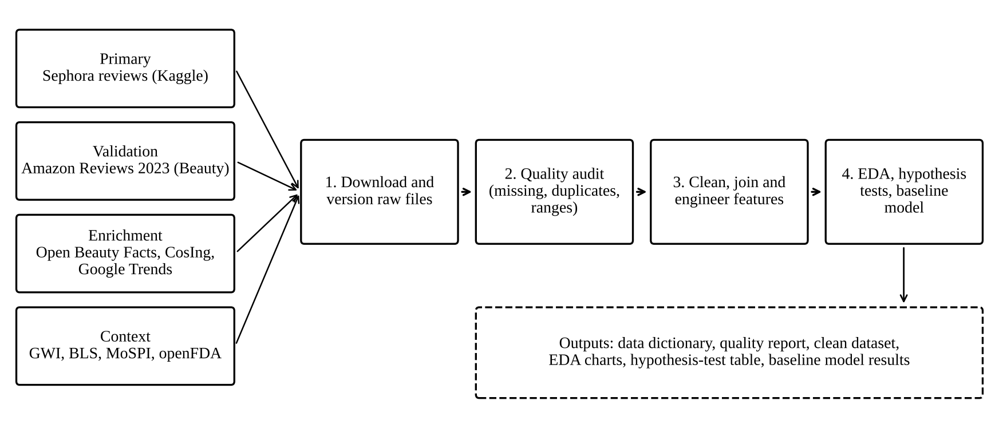 Primary
Sephora reviews (Kaggle)
Validation
Amazon Reviews 2023 (Beauty)
Enrichment
Open Beauty Facts, CosIng,
Google Trends
Context
GWI, BLS, MoSPI, openFDA
1. Download and
version raw files
2. Quality audit
(missing, duplicates,
ranges)
3. Clean, join and
engineer features
4. EDA, hypothesis
tests, baseline
model
Outputs: data dictionary, quality report, clean dataset,
EDA charts, hypothesis-test table, baseline model results